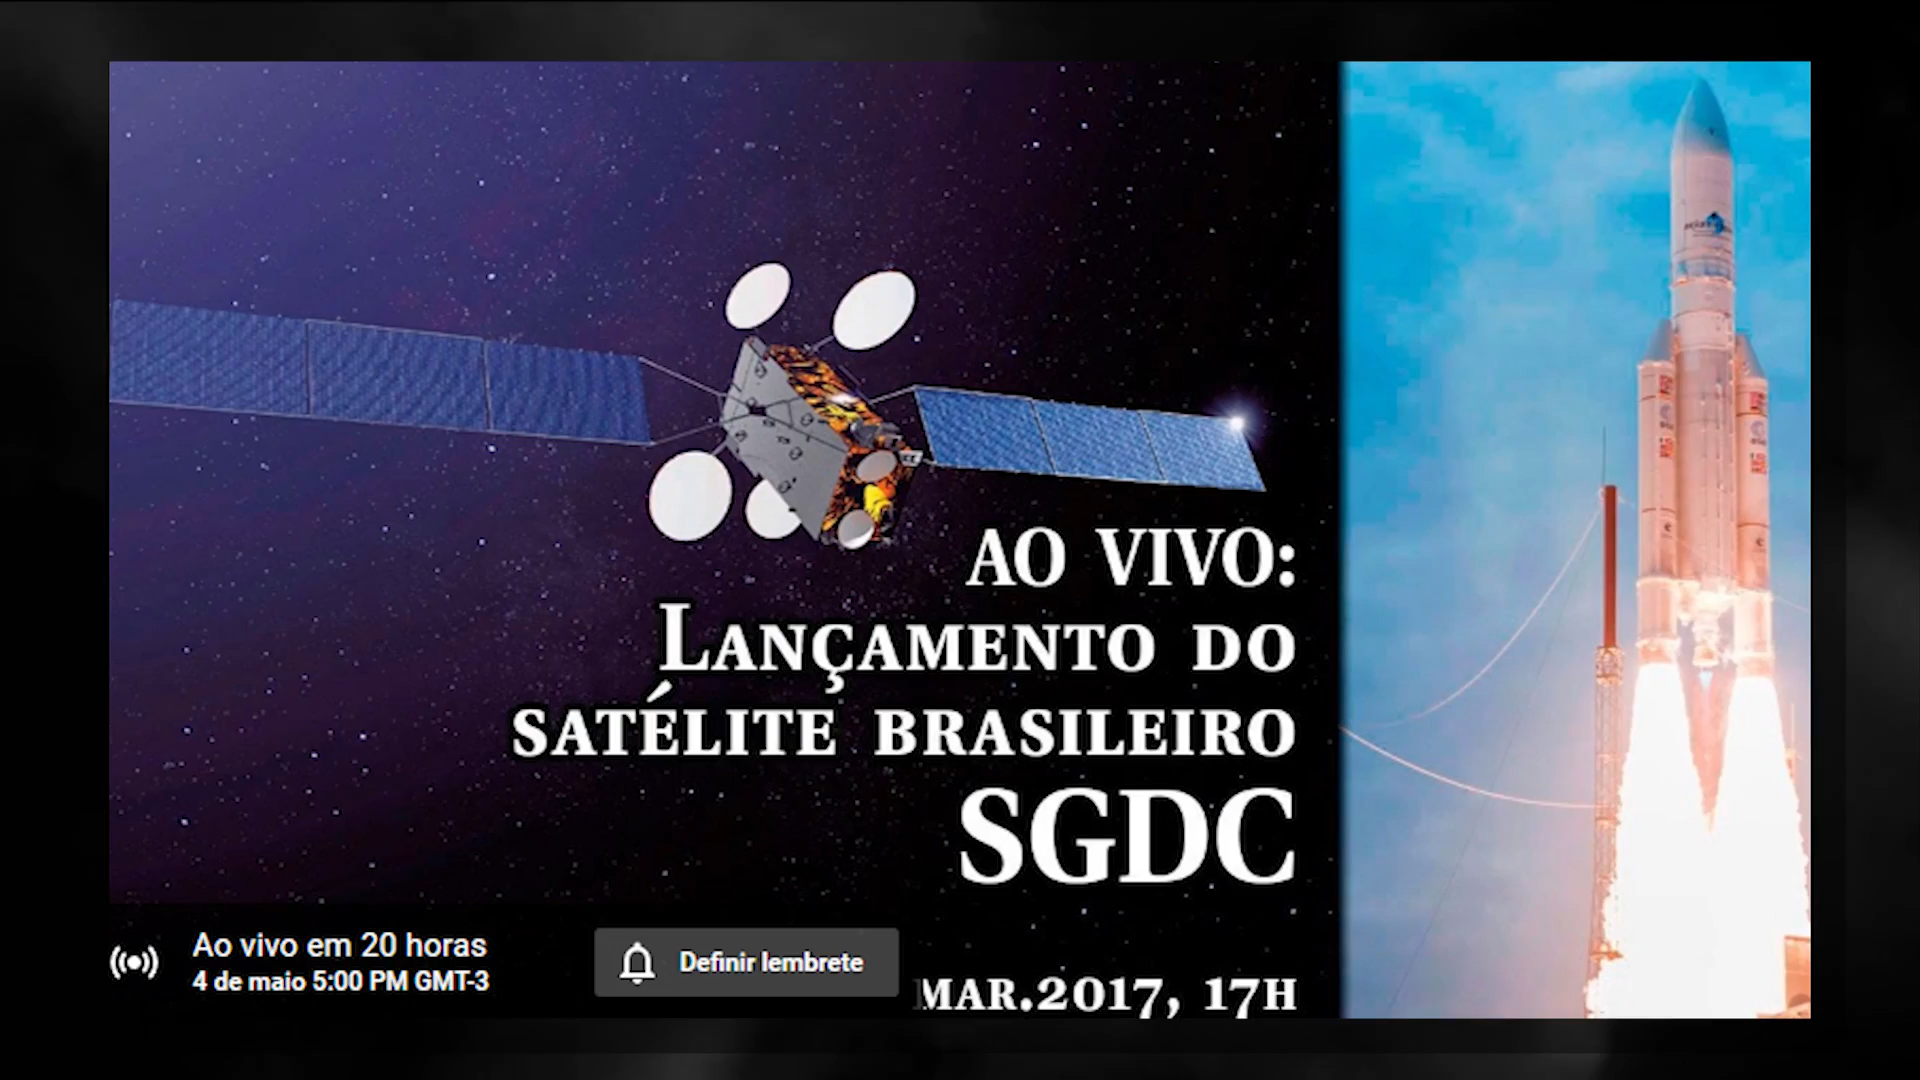 AO VIVO:
Lançamento do
satélite brasileiro
SGDC
Ao vivo em 20 horas
4 de maio 5:00 PM GMT-3
Definir lembrete
mar.2017, 17h